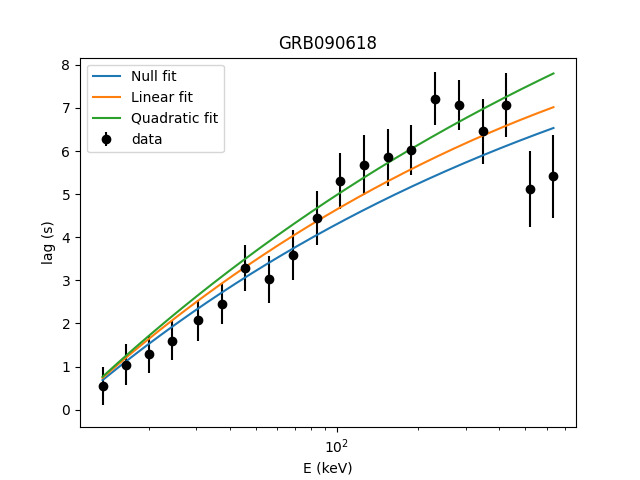 GRB090618
8
7
6
5
4
3
2
1
0
lag (s)
Null fit
Linear fit
Quadratic fit
data
10²
E (keV)